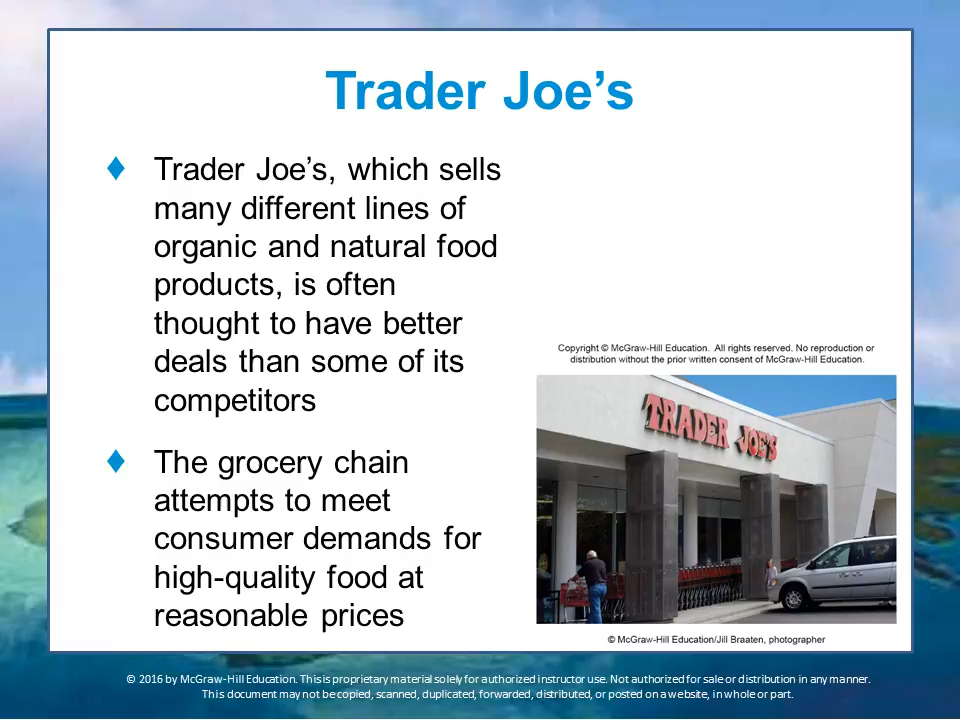 Trader Joe’s
♦ Trader Joe’s, which sells
many different lines of
organic and natural food
products, is often
thought to have better
deals than some of its
competitors
♦ The grocery chain
attempts to meet
consumer demands for
high-quality food at
reasonable prices
Copyright © McGraw-Hill Education. All rights reserved. No reproduction or
distribution without the prior written consent of McGraw-Hill Education.
TRADER JOE'S
© McGraw-Hill Education/Jill Braaten, photographer
© 2016 by McGraw-Hill Education. This is proprietary material solely for authorized instructor use. Not authorized for sale or distribution in any manner.
This document may not be copied, scanned, duplicated, forwarded, distributed, or posted on a website, in whole or part.